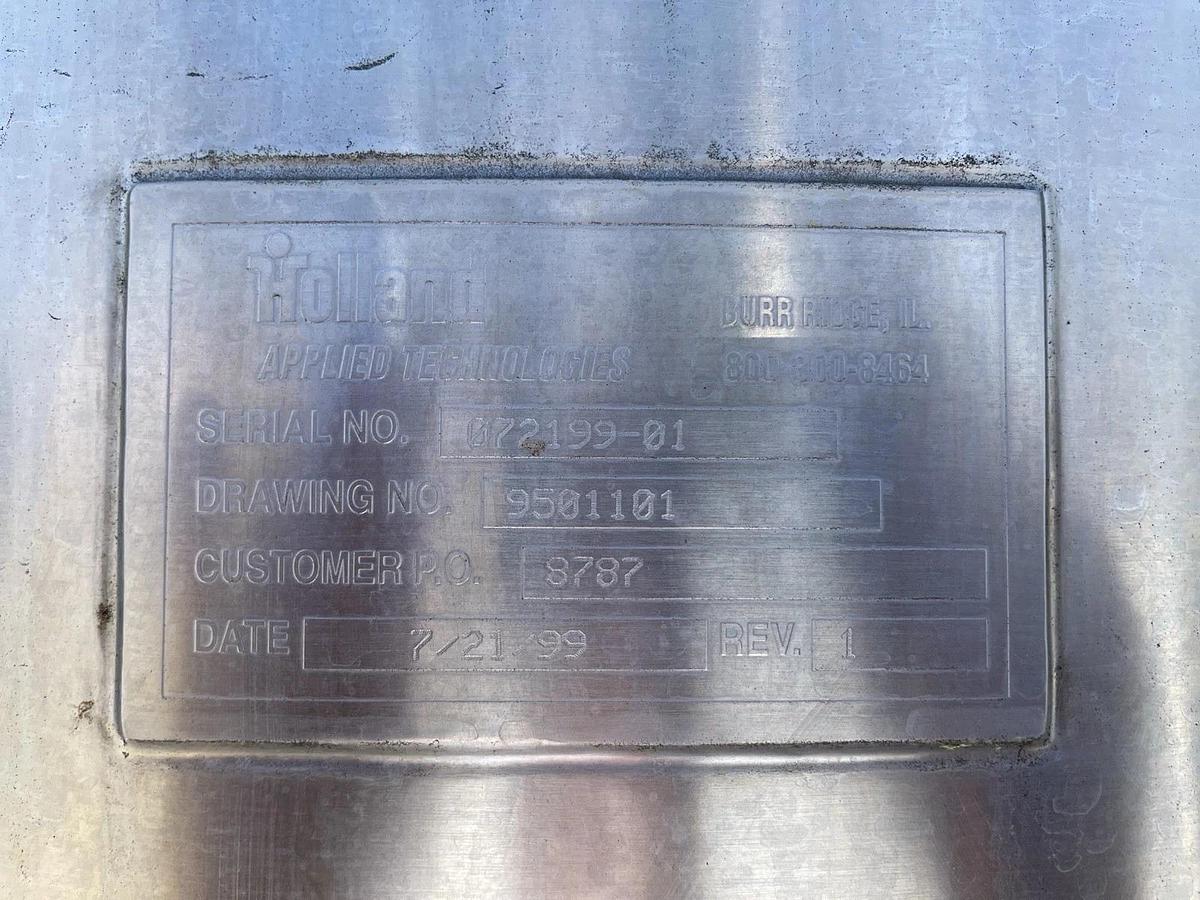 Holland
APPLIED TECHNOLOGIES
BURR RIDGE, IL.
800-800-8464
SERIAL NO. 072199-01
DRAWING NO. 9501101
CUSTOMER P.O. 8787
DATE 7/21/99 REV. 1